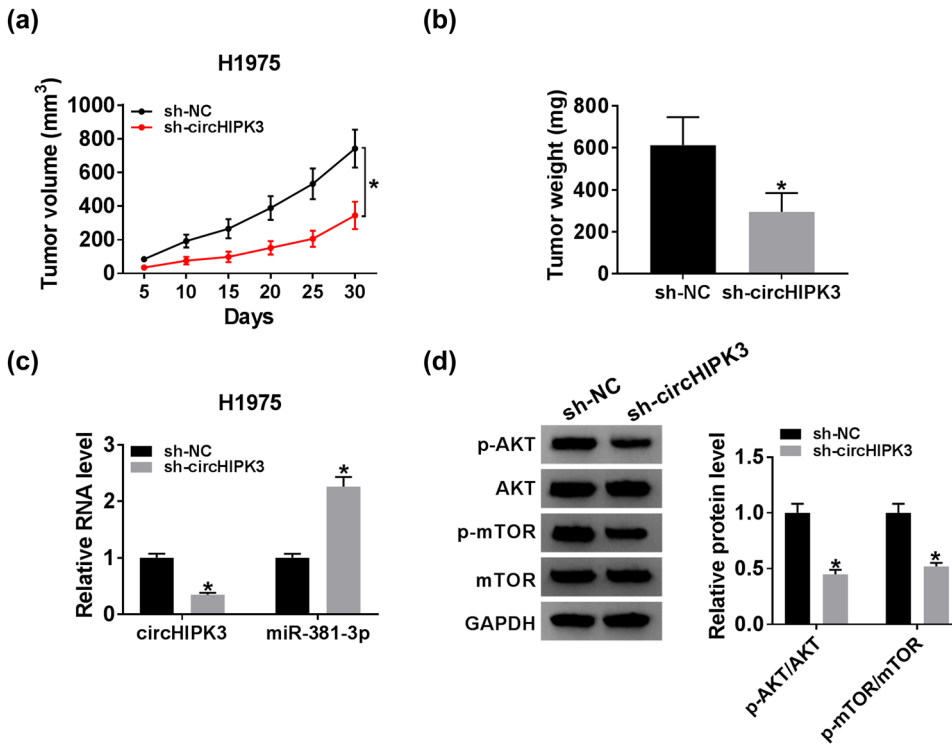 (a)
H1975
Tumor volume (mm³)
1000
800
600
400
200
0
sh-NC
sh-circHIPK3
*
5 10 15 20 25 30
Days
(b)
Tumor weight (mg)
800
600
400
200
0
*
sh-NC sh-circHIPK3
(c)
H1975
Relative RNA level
3
2
1
0
sh-NC
sh-circHIPK3
*
*
circHIPK3 miR-381-3p
(d)
sh-NC sh-circHIPK3
p-AKT
AKT
p-mTOR
mTOR
GAPDH
Relative protein level
1.5
1.0
0.5
0.0
sh-NC
sh-circHIPK3
*
*
p-AKT/AKT
p-mTOR/mTOR